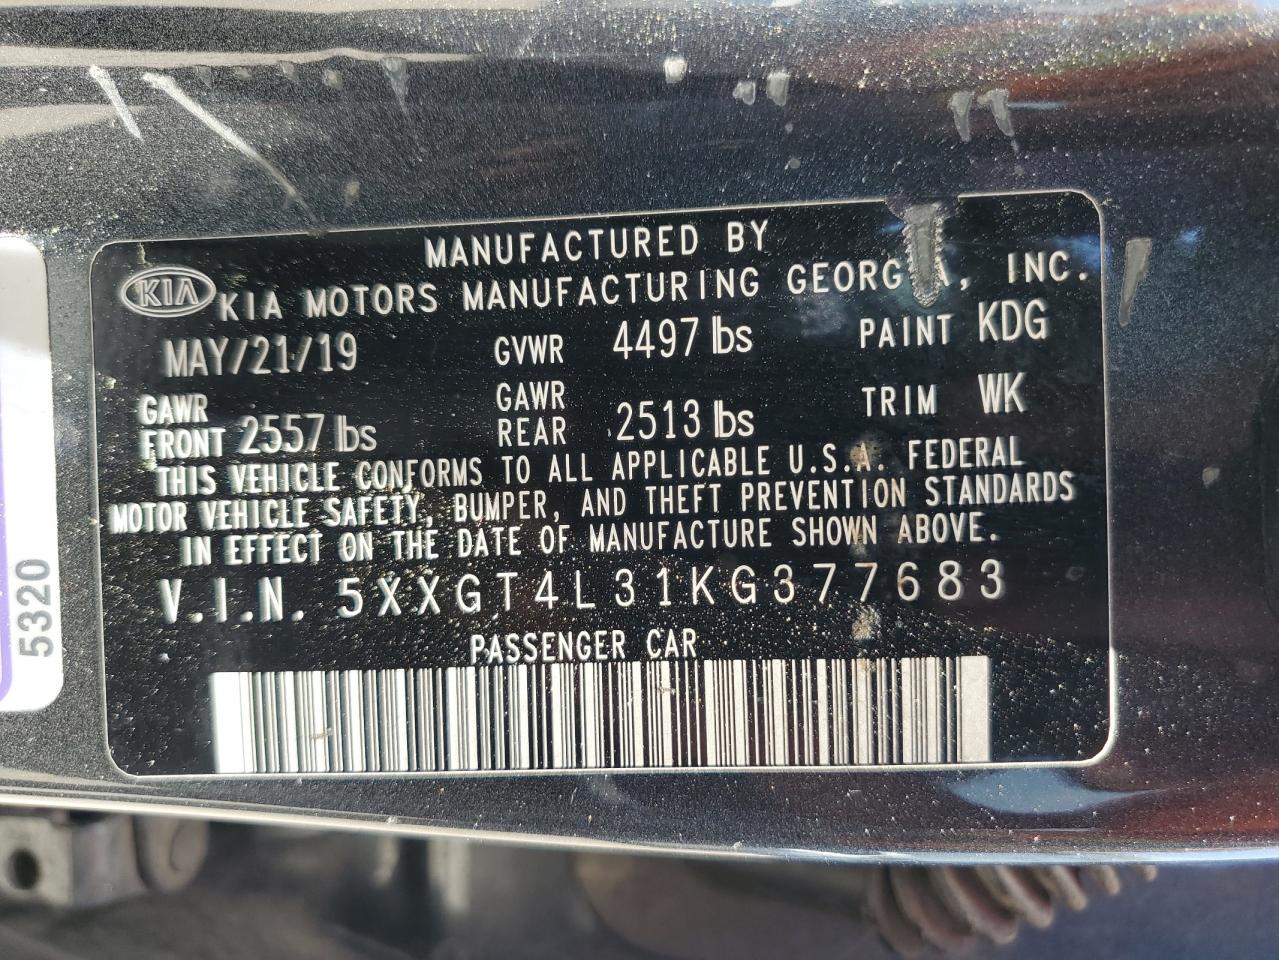 MANUFACTURED BY
KIA KIA MOTORS MANUFACTURING GEORGIA, INC.
MAY/21/19 GVWR 4497 lbs PAINT KDG
GAWR FRONT 2557 lbs GAWR REAR 2513 lbs TRIM WK
THIS VEHICLE CONFORMS TO ALL APPLICABLE U.S.A. FEDERAL
MOTOR VEHICLE SAFETY, BUMPER, AND THEFT PREVENTION STANDARDS
IN EFFECT ON THE DATE OF MANUFACTURE SHOWN ABOVE.
V.I.N. 5XXGT4L31KG377683
PASSENGER CAR
5320